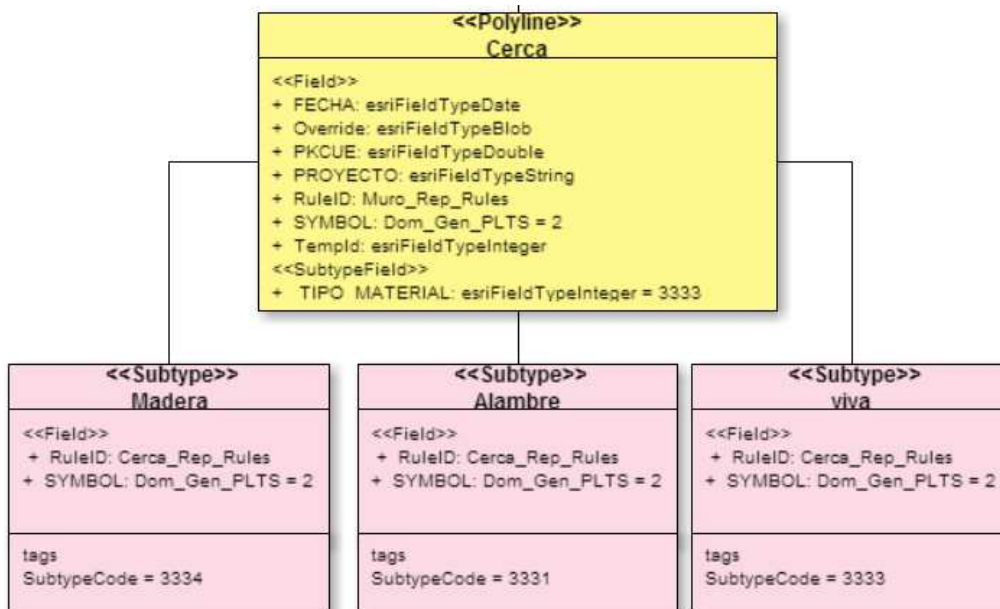 <<Polyline>>
Cerca
<<Field>>
+ FECHA: esriFieldTypeDate
+ Override: esriFieldTypeBlob
+ PKCUE: esriFieldTypeDouble
+ PROYECTO: esriFieldTypeString
+ RuleID: Muro_Rep_Rules
+ SYMBOL: Dom_Gen_PLTS = 2
+ TempId: esriFieldTypeInteger
<<SubtypeField>>
+ TIPO_MATERIAL: esriFieldTypeInteger = 3333
<<Subtype>>
Madera
<<Field>>
+ RuleID: Cerca_Rep_Rules
+ SYMBOL: Dom_Gen_PLTS = 2
tags
SubtypeCode = 3334
<<Subtype>>
Alambre
<<Field>>
+ RuleID: Cerca_Rep_Rules
+ SYMBOL: Dom_Gen_PLTS = 2
tags
SubtypeCode = 3331
<<Subtype>>
viva
<<Field>>
+ RuleID: Cerca_Rep_Rules
+ SYMBOL: Dom_Gen_PLTS = 2
tags
SubtypeCode = 3333